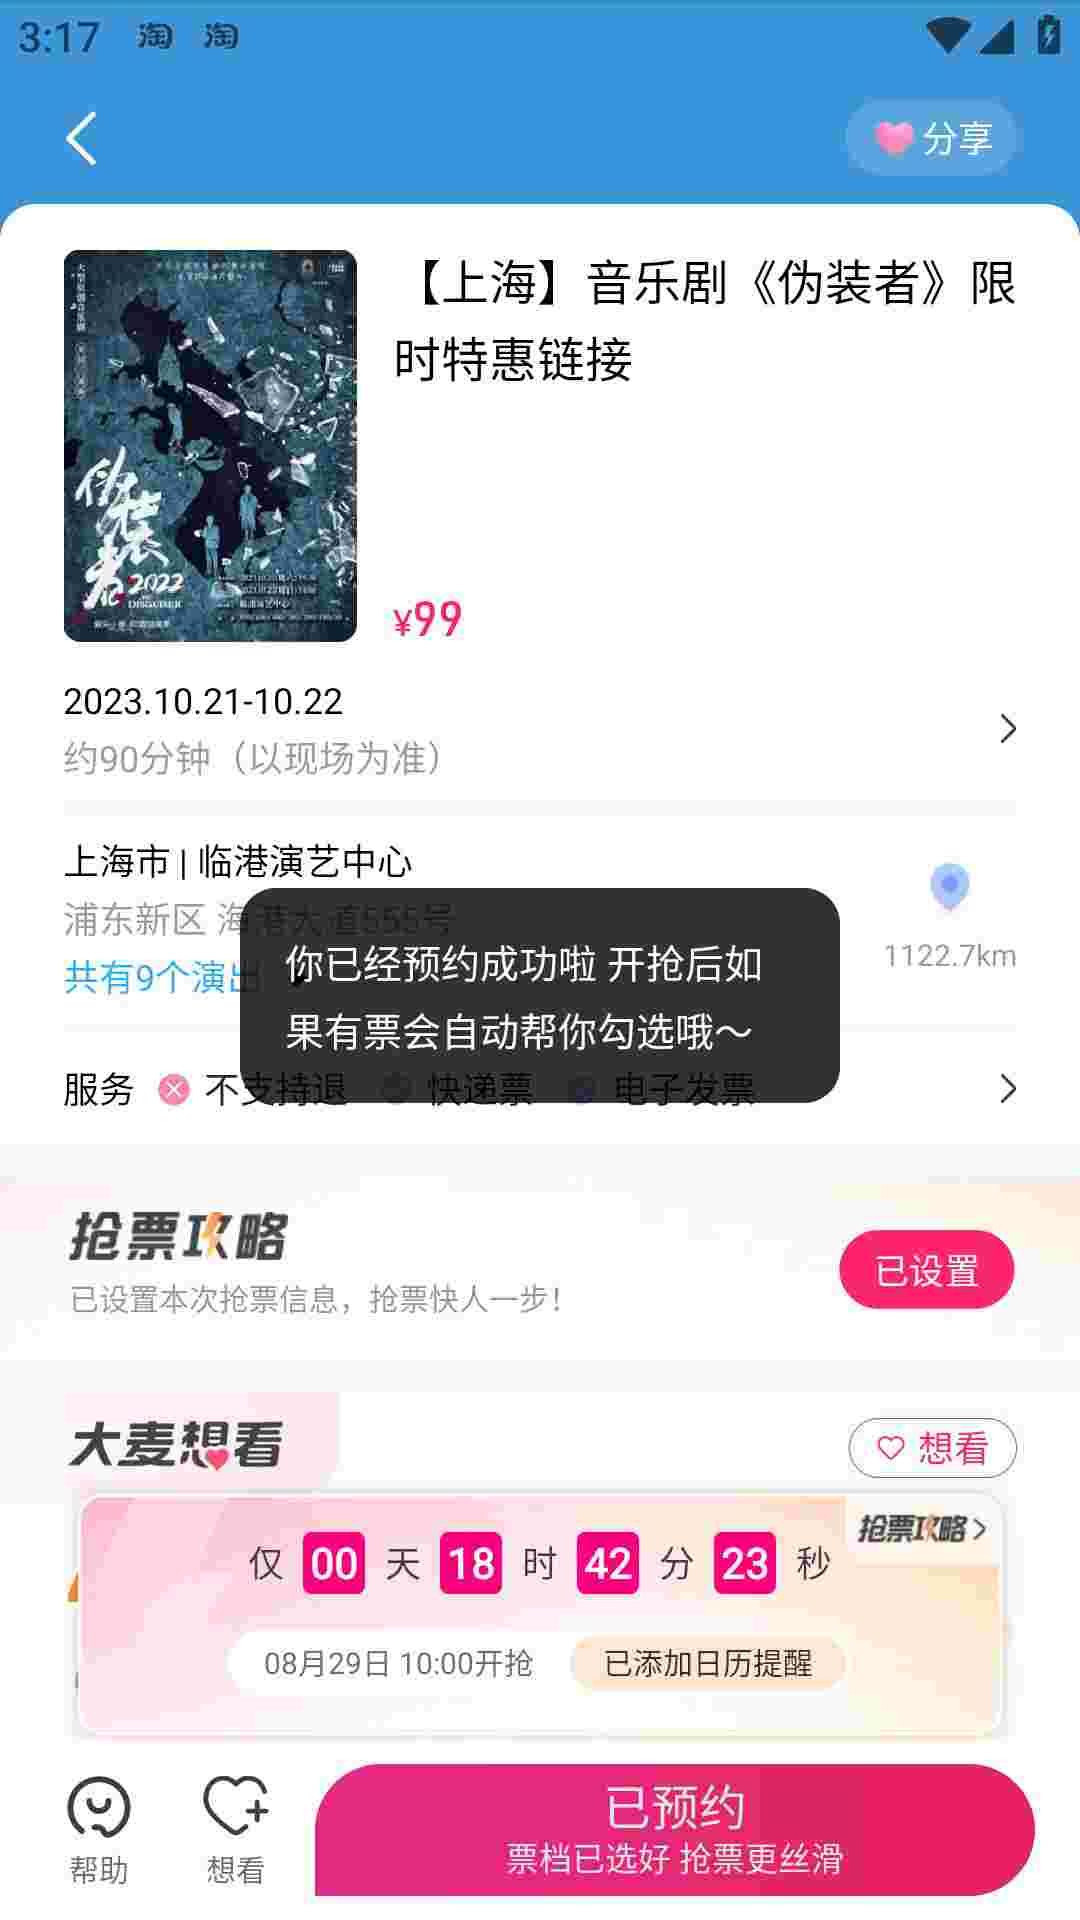 3:17 淘 淘
分享
【上海】音乐剧《伪装者》限
时特惠链接
伪装者
2022
¥99
2023.10.21-10.22
约90分钟（以现场为准）
上海市 | 临港演艺中心
浦东新区 海港大道555号
共有9个演出
1122.7km
你已经预约成功啦 开抢后如
果有票会自动帮你勾选哦～
服务 不支持退 快递票 电子发票
抢票攻略
已设置本次抢票信息，抢票快人一步！
已设置
大麦想看
想看
抢票攻略
仅 00 天 18 时 42 分 23 秒
08月29日 10:00开抢
已添加日历提醒
帮助
想看
已预约
票档已选好 抢票更丝滑